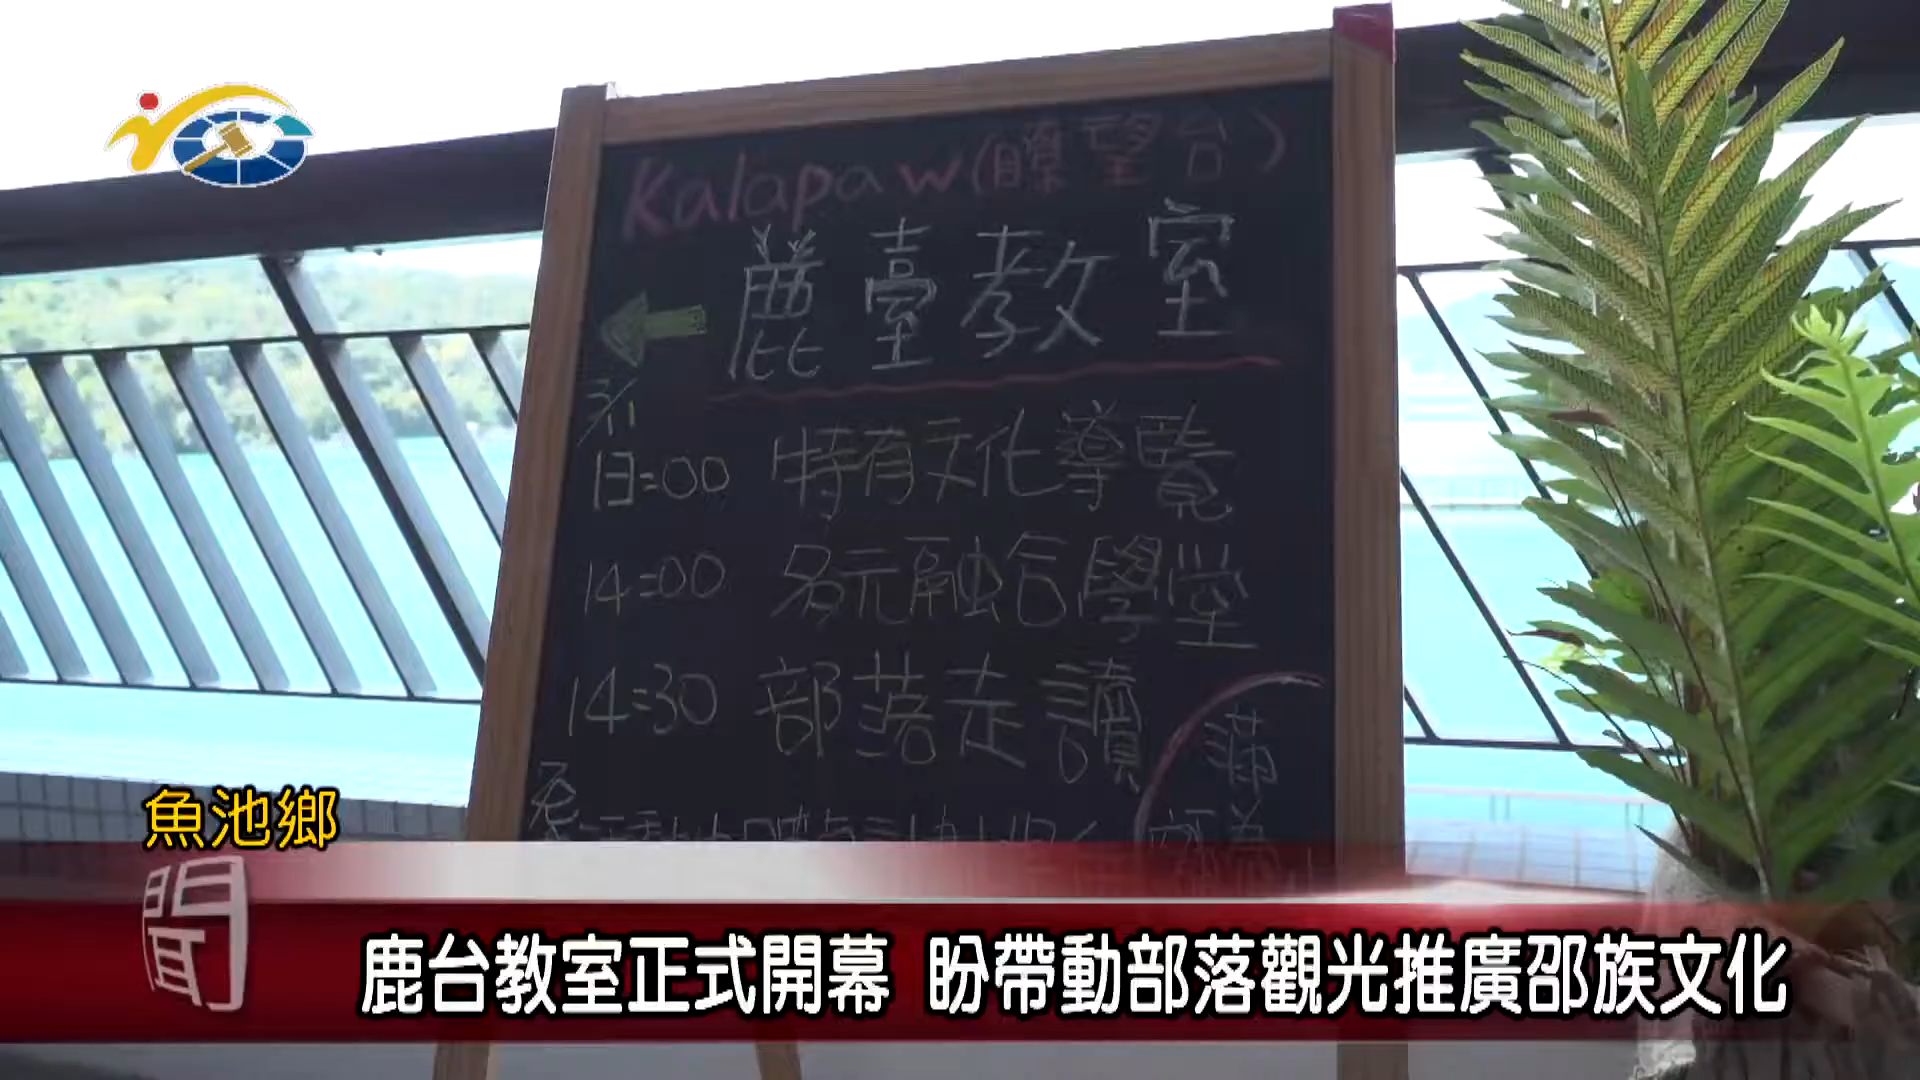 Kalapaw(瞭望台)
麗臺教室
3/1
13:00 特有文化導覽
14:00 多元融合學堂
14:30 部落走讀
魚池鄉
聞
鹿台教室正式開幕 盼帶動部落觀光推廣邵族文化